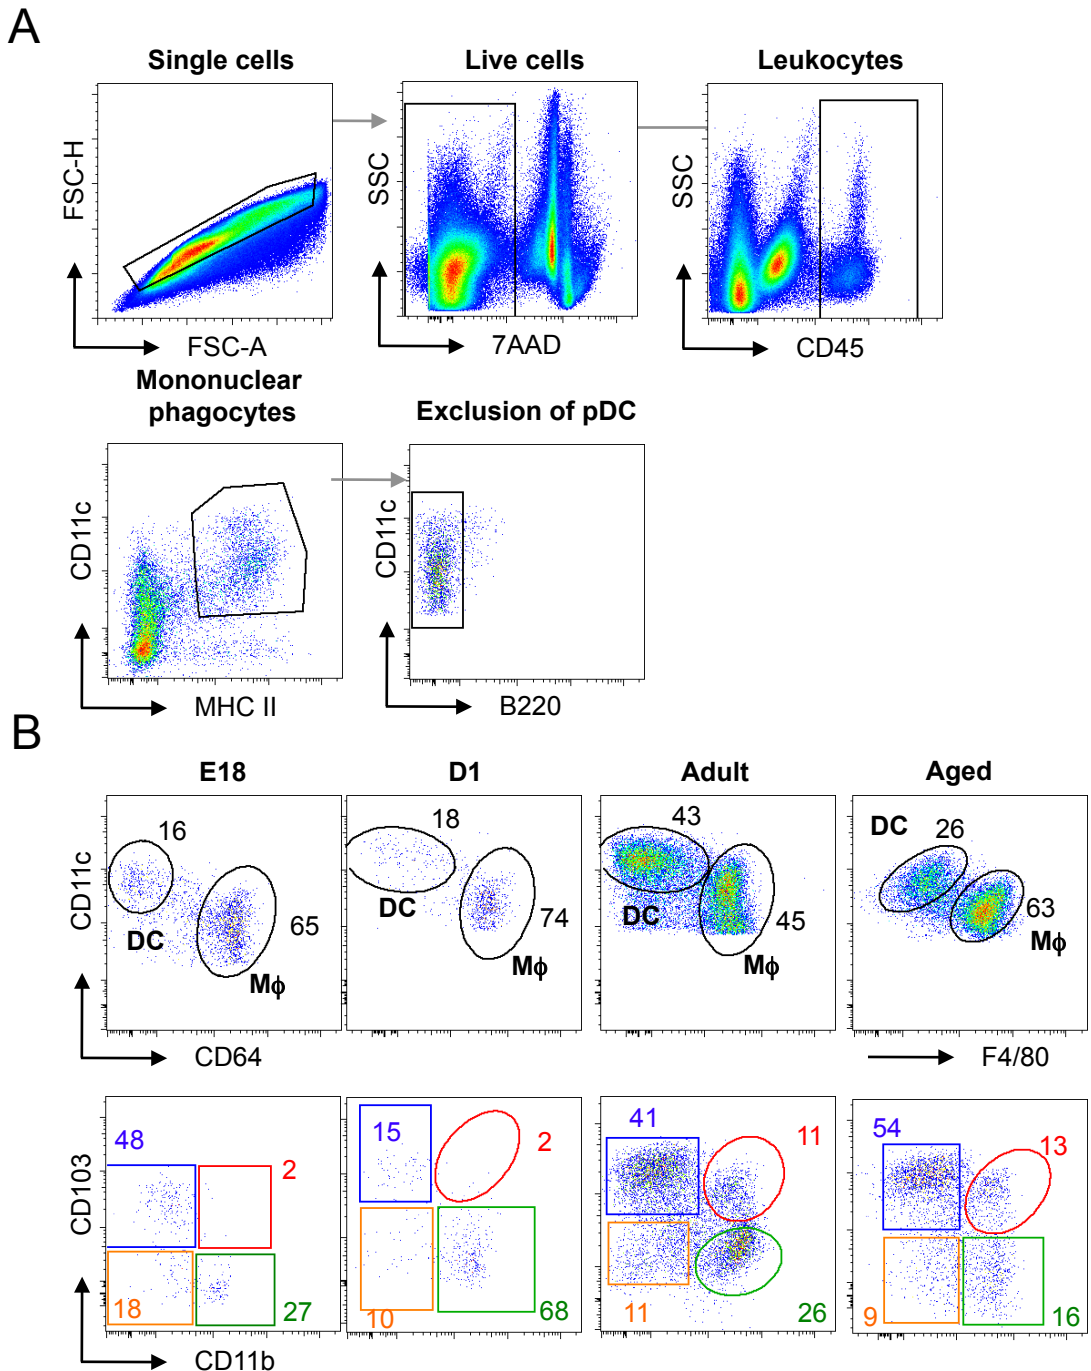 A
Single cells
Live cells
Leukocytes
FSC-H
SSC
SSC
FSC-A
7AAD
CD45
Mononuclear
phagocytes
Exclusion of pDC
CD11c
CD11c
MHC II
B220
B
E18
D1
Adult
Aged
CD11c
16
DC
65
Mϕ
18
DC
74
Mϕ
43
DC
45
Mϕ
DC
26
63
Mϕ
CD64
F4/80
CD103
48
2
18
27
15
2
10
68
41
11
11
26
54
13
9
16
CD11b